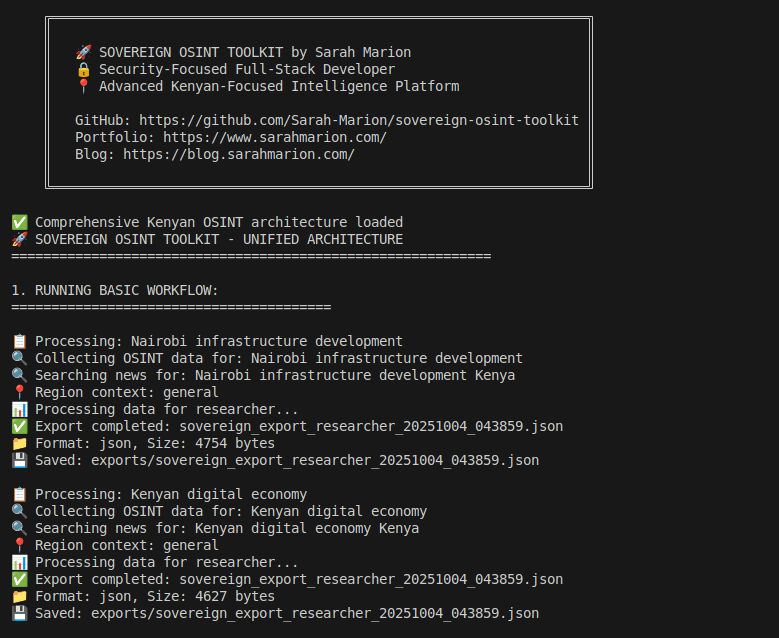 🚀 SOVEREIGN OSINT TOOLKIT by Sarah Marion
🔒 Security-Focused Full-Stack Developer
📍 Advanced Kenyan-Focused Intelligence Platform
GitHub: https://github.com/Sarah-Marion/sovereign-osint-toolkit
Portfolio: https://www.sarahmarion.com/
Blog: https://blog.sarahmarion.com/
✅ Comprehensive Kenyan OSINT architecture loaded
🚀 SOVEREIGN OSINT TOOLKIT - UNIFIED ARCHITECTURE
============================================================
1. RUNNING BASIC WORKFLOW:
========================================
📋 Processing: Nairobi infrastructure development
🔍 Collecting OSINT data for: Nairobi infrastructure development
🔍 Searching news for: Nairobi infrastructure development Kenya
📍 Region context: general
📊 Processing data for researcher...
✅ Export completed: sovereign_export_researcher_20251004_043859.json
📁 Format: json, Size: 4754 bytes
💾 Saved: exports/sovereign_export_researcher_20251004_043859.json
📋 Processing: Kenyan digital economy
🔍 Collecting OSINT data for: Kenyan digital economy
🔍 Searching news for: Kenyan digital economy Kenya
📍 Region context: general
📊 Processing data for researcher...
✅ Export completed: sovereign_export_researcher_20251004_043859.json
📁 Format: json, Size: 4627 bytes
💾 Saved: exports/sovereign_export_researcher_20251004_043859.json